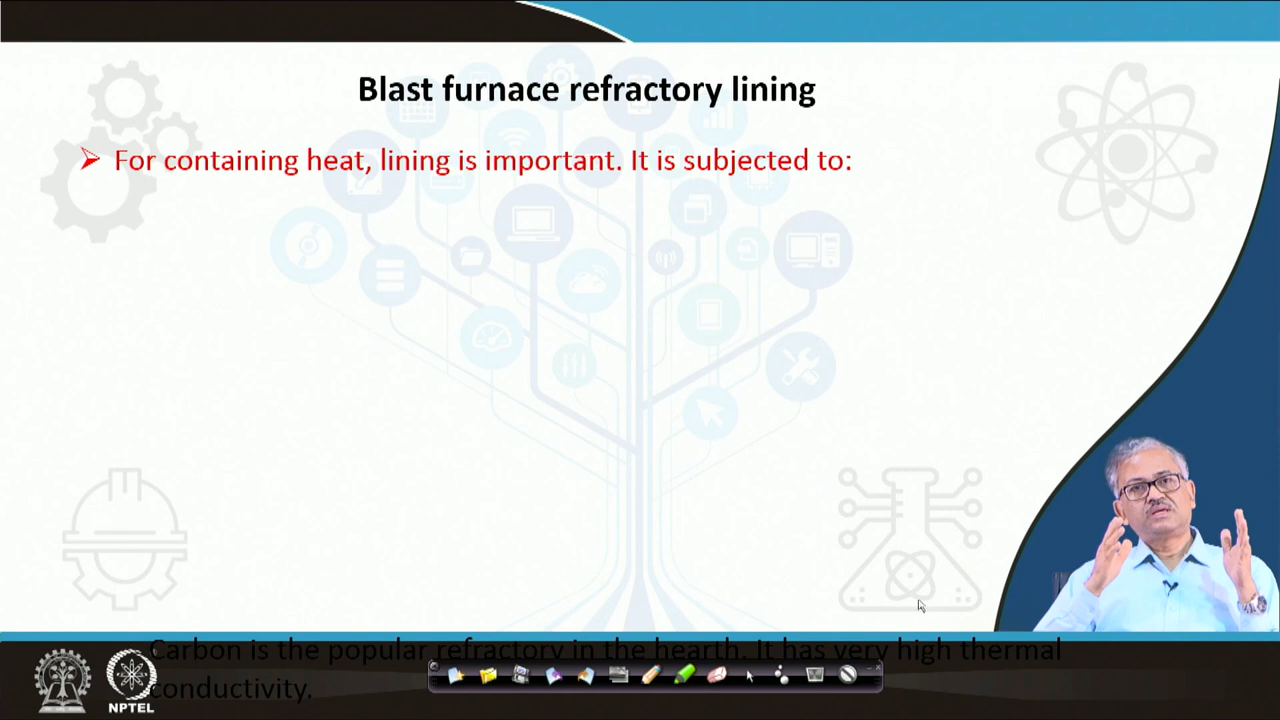 Blast furnace refractory lining
For containing heat, lining is important. It is subjected to:
Carbon is the popular refractory in the hearth. It has very high thermal
conductivity.
NPTEL